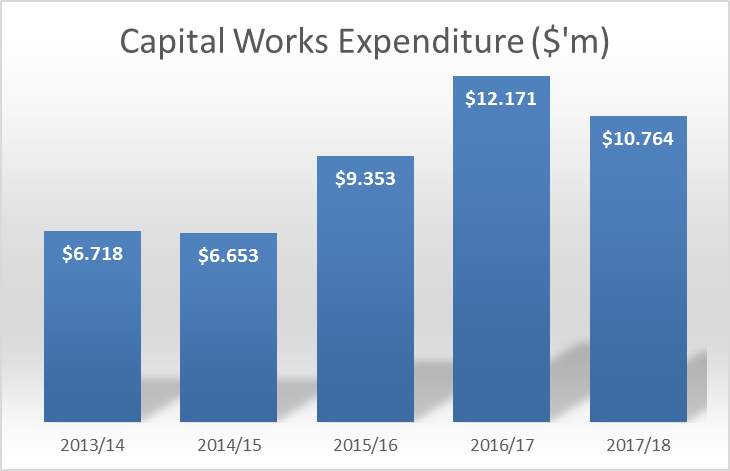 Capital Works Expenditure ($'m)
$12.171
$10.764
$9.353
$6.718
$6.653
2013/14 2014/15 2015/16 2016/17 2017/18